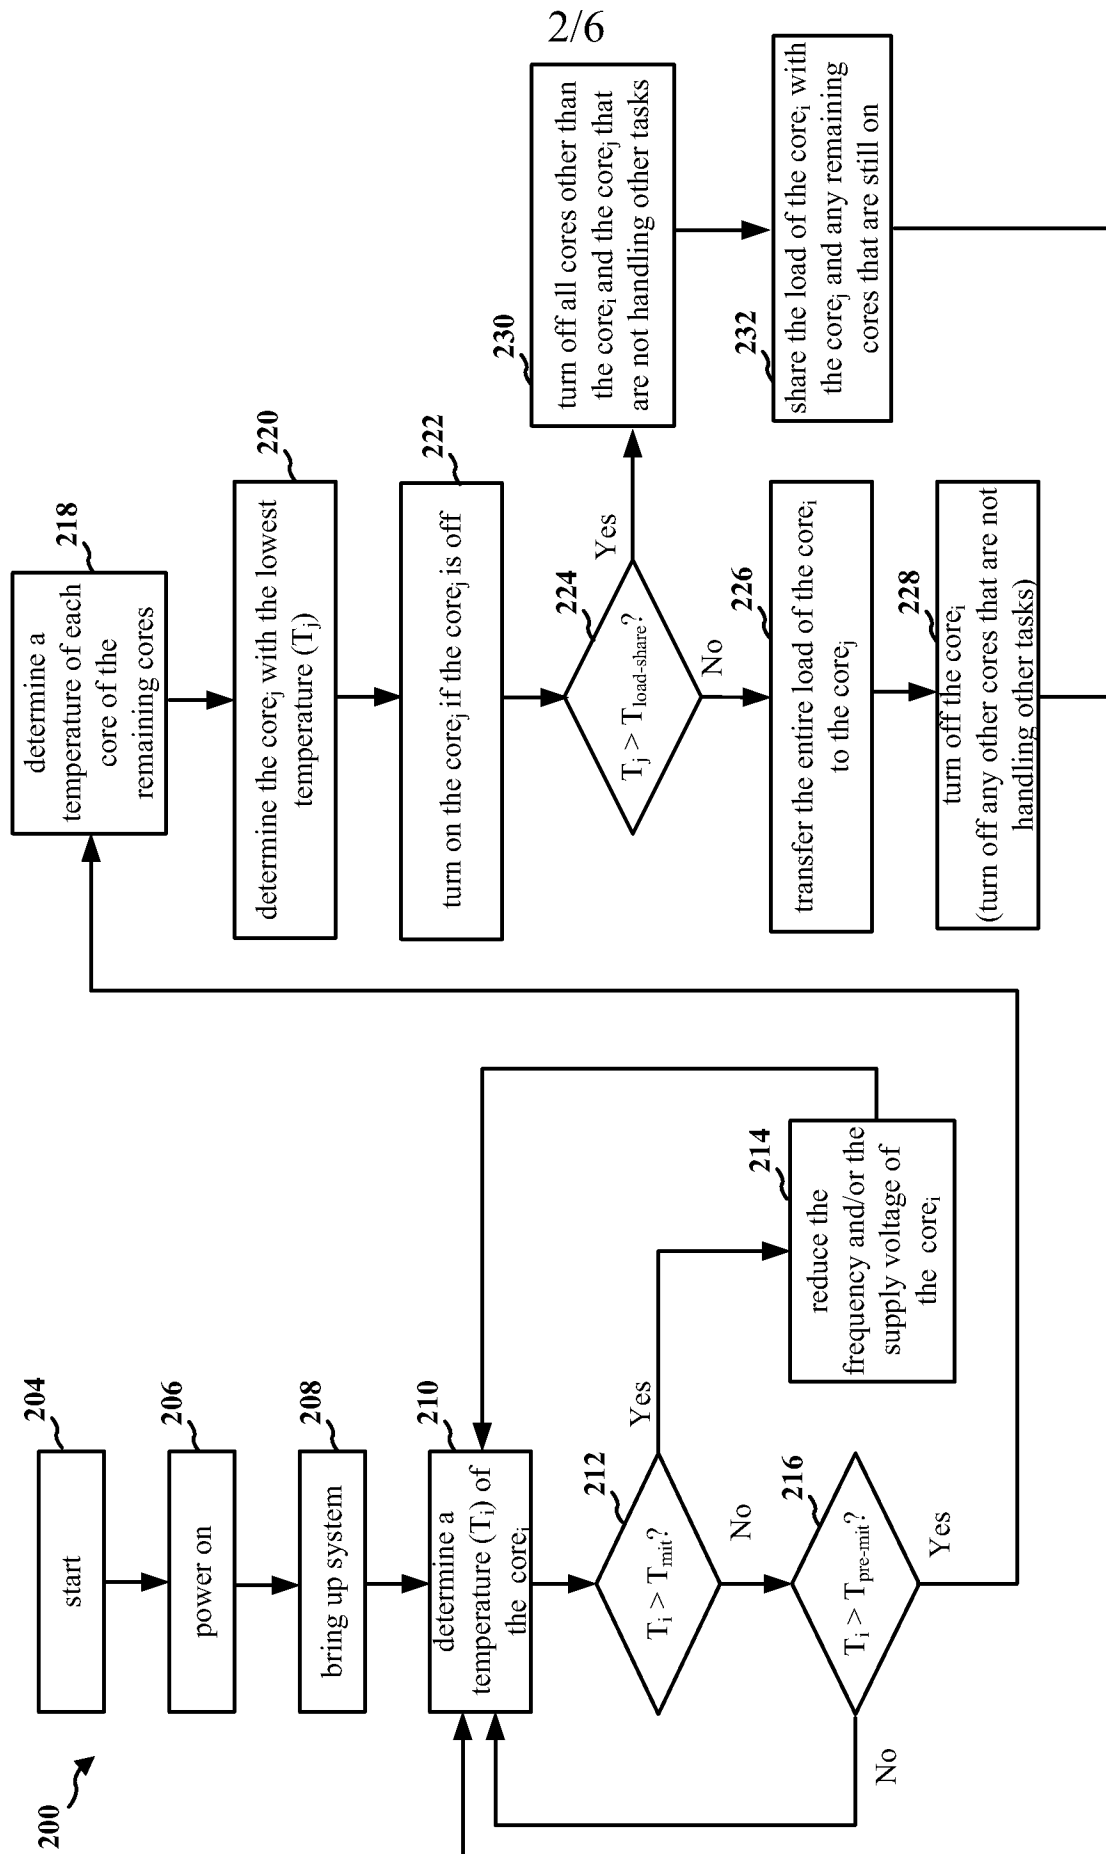 2/6
200
204
start
206
power on
208
bring up system
210
determine a
temperature (Ti) of
the corei
212
Ti > Tmit?
Yes
No
214
reduce the
frequency and/or the
supply voltage of
the corei
216
Ti > Tpre-mit?
Yes
No
218
determine a
temperature of each
core of the
remaining cores
220
determine the corej with the lowest
temperature (Tj)
222
turn on the corej if the corej is off
224
Tj > Tload-share?
Yes
No
226
transfer the entire load of the corei
to the corej
228
turn off the corei
(turn off any other cores that are not
handling other tasks)
230
turn off all cores other than
the corei and the corej that
are not handling other tasks
232
share the load of the corei with
the corej and any remaining
cores that are still on